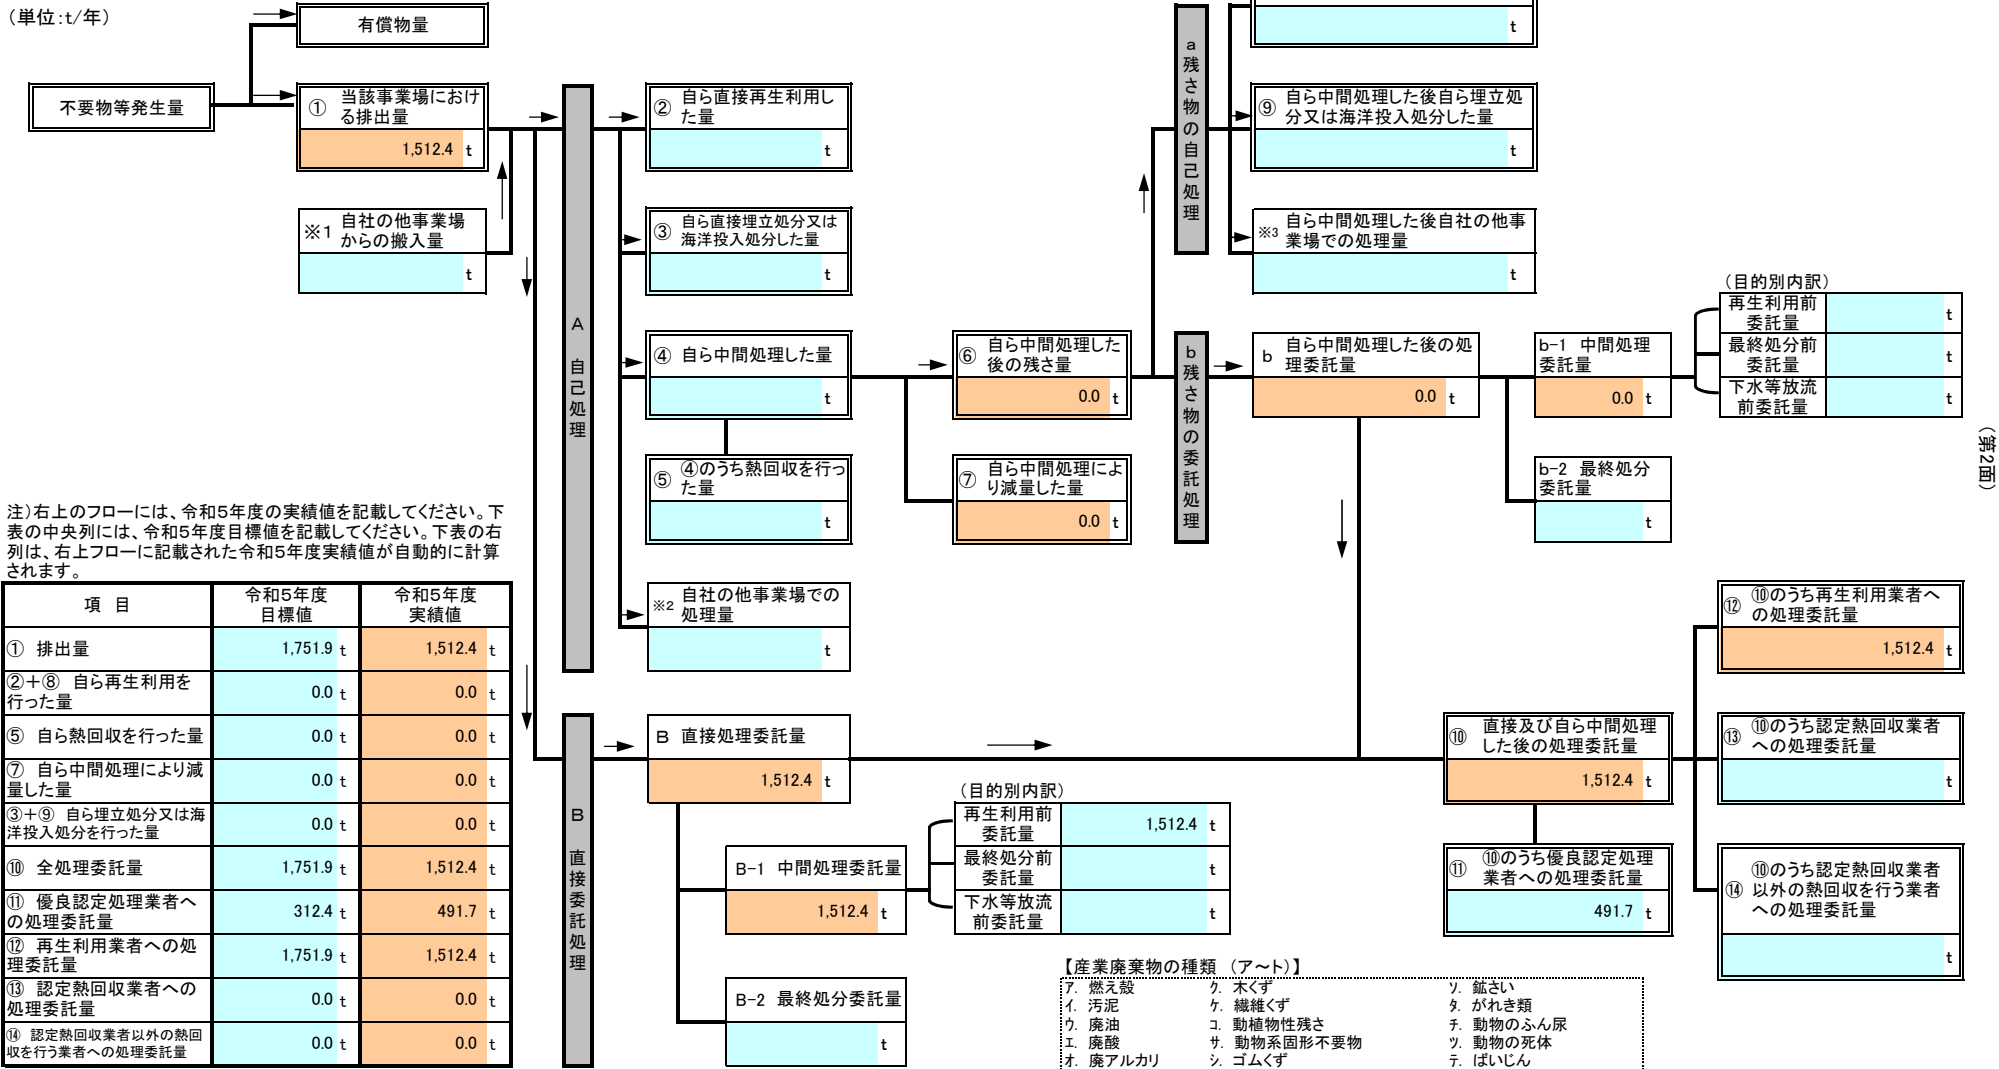 (単位:t/年)
有償物量
不要物等発生量
① 当該事業場におけ
る排出量
1,512.4 t
※1 自社の他事業場
からの搬入量
t
A 自己処理
② 自ら直接再生利用し
た量
t
③ 自ら直接埋立処分又は
海洋投入処分した量
t
④ 自ら中間処理した量
t
⑤ ④のうち熱回収を行っ
た量
t
※2 自社の他事業場での
処理量
t
⑥ 自ら中間処理した
後の残さ量
0.0 t
⑦ 自ら中間処理によ
り減量した量
0.0 t
a 残さ物の自己処理
t
⑨ 自ら中間処理した後自ら埋立処
分又は海洋投入処分した量
t
※3 自ら中間処理した後自社の他事
業場での処理量
t
b 残さ物の委託処理
b 自ら中間処理した後の処
理委託量
0.0 t
b-1 中間処理
委託量
0.0 t
(目的別内訳)
再生利用前
委託量
t
最終処分前
委託量
t
下水等放流
前委託量
t
b-2 最終処分
委託量
t
(第2面)
注)右上のフローには、令和5年度の実績値を記載してください。下
表の中央列には、令和5年度目標値を記載してください。下表の右
列は、右上フローに記載された令和5年度実績値が自動的に計算
されます。
項 目 令和5年度
目標値 令和5年度
実績値
① 排出量 1,751.9 t 1,512.4 t
②+⑧ 自ら再生利用を
行った量 0.0 t 0.0 t
⑤ 自ら熱回収を行った量 0.0 t 0.0 t
⑦ 自ら中間処理により減
量した量 0.0 t 0.0 t
③+⑨ 自ら埋立処分又は海
洋投入処分を行った量 0.0 t 0.0 t
⑩ 全処理委託量 1,751.9 t 1,512.4 t
⑪ 優良認定処理業者へ
の処理委託量 312.4 t 491.7 t
⑫ 再生利用業者への処
理委託量 1,751.9 t 1,512.4 t
⑬ 認定熱回収業者への
処理委託量 0.0 t 0.0 t
⑭ 認定熱回収業者以外の熱回
収を行う業者への処理委託量 0.0 t 0.0 t
B 直接委託処理
B 直接処理委託量
1,512.4 t
B-1 中間処理委託量
1,512.4 t
B-2 最終処分委託量
t
(目的別内訳)
再生利用前
委託量
1,512.4 t
最終処分前
委託量
t
下水等放流
前委託量
t
⑩ 直接及び自ら中間処理
した後の処理委託量
1,512.4 t
⑪ ⑩のうち優良認定処理
業者への処理委託量
491.7 t
⑫ ⑩のうち再生利用業者へ
の処理委託量
1,512.4 t
⑬ ⑩のうち認定熱回収業者
への処理委託量
t
⑭ ⑩のうち認定熱回収業者
以外の熱回収を行う業者
への処理委託量
t
【産業廃棄物の種類 (ア~ト)】
ア. 燃え殻 ク. 木くず ソ. 鉱さい
イ. 汚泥 ケ. 繊維くず タ. がれき類
ウ. 廃油 コ. 動植物性残さ チ. 動物のふん尿
エ. 廃酸 サ. 動物系固形不要物 ツ. 動物の死体
オ. 廃アルカリ シ. ゴムくず テ. ばいじん